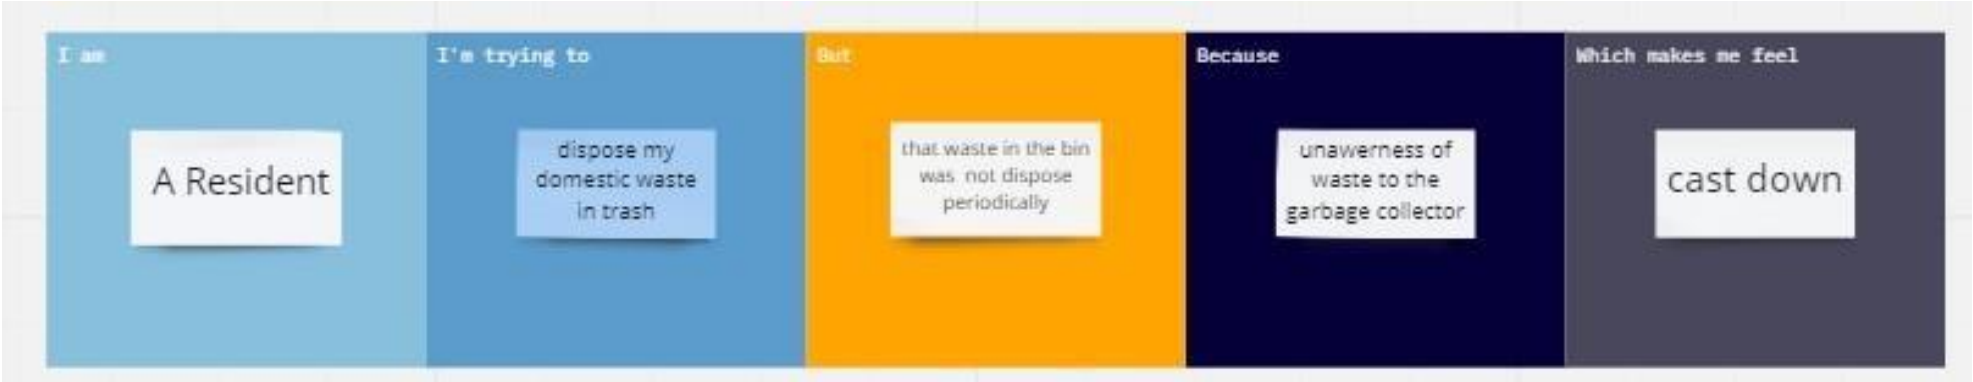 I am
I'm trying to
But
Because
Which makes me feel
A Resident
dispose my
domestic waste
in trash
that waste in the bin
was not dispose
periodically
unawerness of
waste to the
garbage collector
cast down